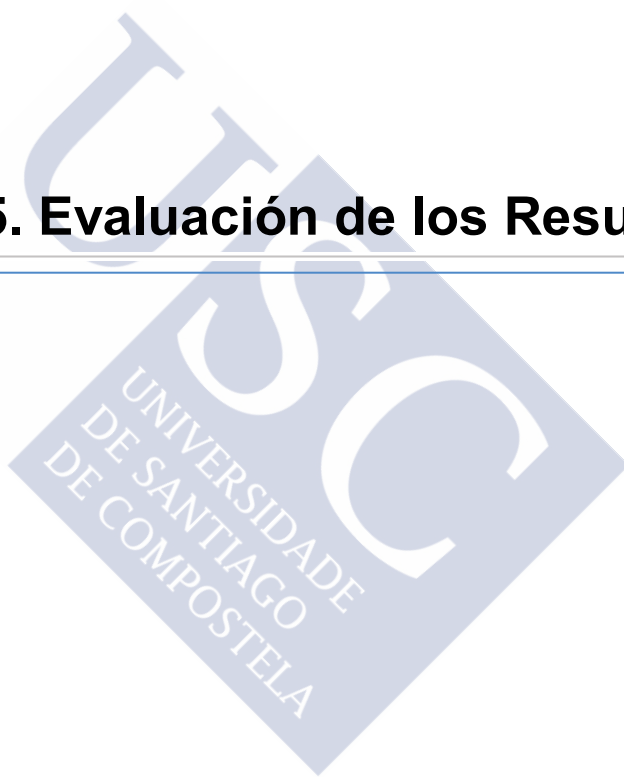 5. Evaluación de los Resu
USC
UNIVERSIDADE
DE SANTIAGO
DE COMPOSTELA